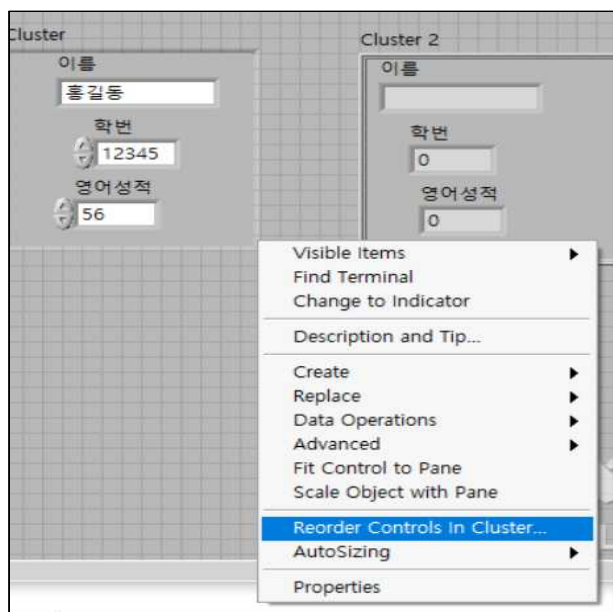 Cluster
이름
홍길동
학번
12345
영어성적
56
Cluster 2
이름
학번
0
영어성적
0
Visible Items
Find Terminal
Change to Indicator
Description and Tip...
Create
Replace
Data Operations
Advanced
Fit Control to Pane
Scale Object with Pane
Reorder Controls In Cluster...
AutoSizing
Properties